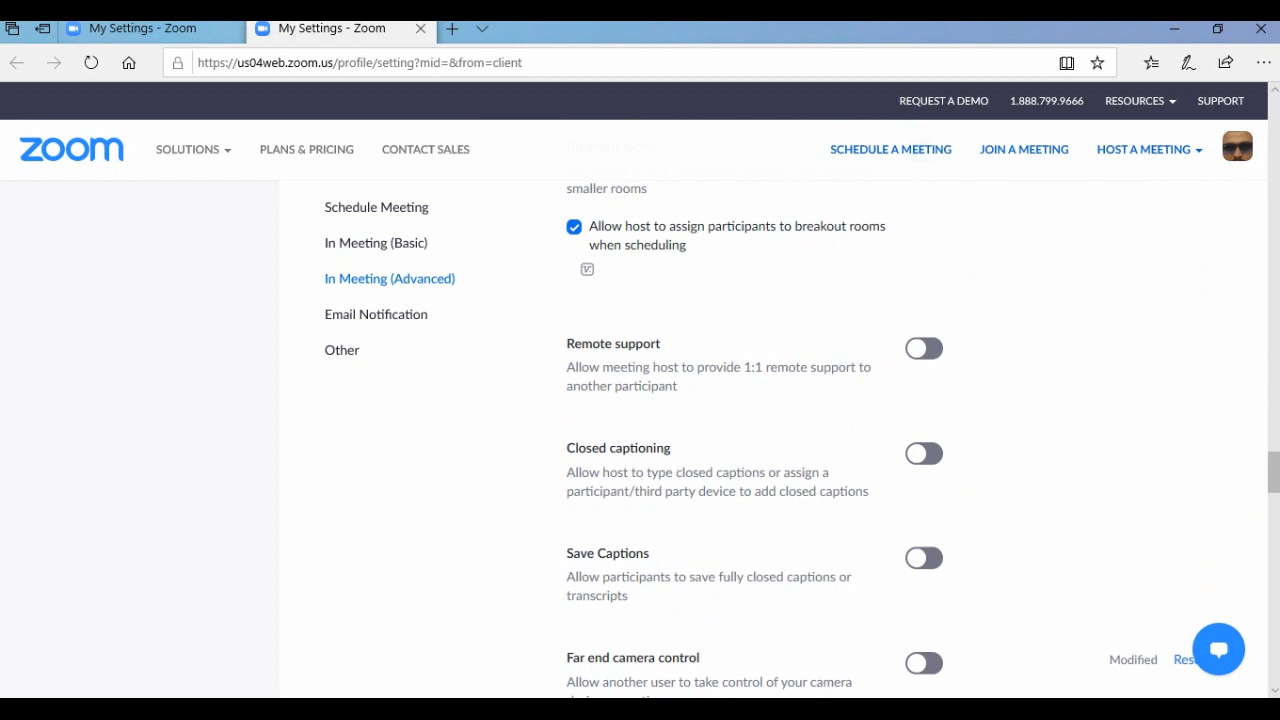 My Settings - Zoom
My Settings - Zoom
https://us04web.zoom.us/profile/setting?mid=&from=client
REQUEST A DEMO
1.888.799.9666
RESOURCES
SUPPORT
zoom
SOLUTIONS
PLANS & PRICING
CONTACT SALES
SCHEDULE A MEETING
JOIN A MEETING
HOST A MEETING
Schedule Meeting
In Meeting (Basic)
In Meeting (Advanced)
Email Notification
Other
smaller rooms
Allow host to assign participants to breakout rooms
when scheduling
Remote support
Allow meeting host to provide 1:1 remote support to
another participant
Closed captioning
Allow host to type closed captions or assign a
participant/third party device to add closed captions
Save Captions
Allow participants to save fully closed captions or
transcripts
Far end camera control
Modified
Allow another user to take control of your camera